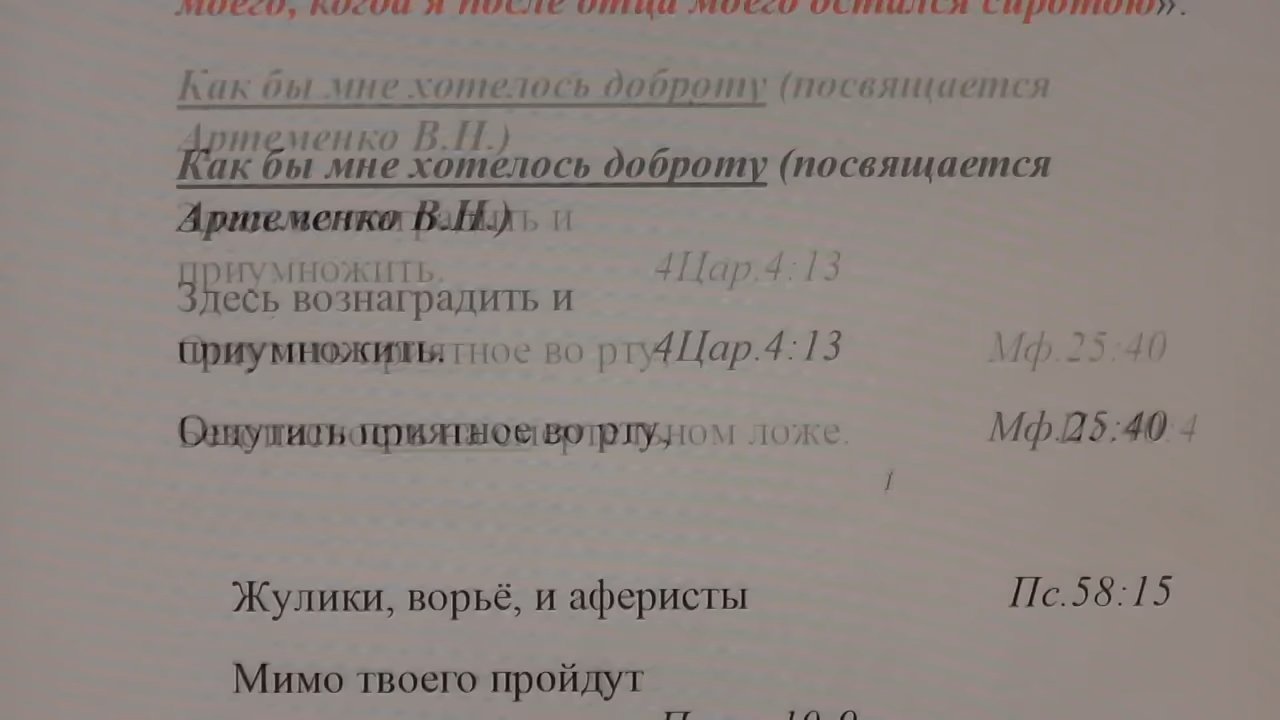 моего, когда я после отца моего остался сиротою».
Как бы мне хотелось доброту (посвящается
Артеменко В.Н.)
Как бы мне хотелось доброту (посвящается
Артеменко В.Н.)
приумножить. 4Цар.4:13
Здесь вознаградить и
приумножить. 4Цар.4:13 Мф.25:40
Ощутить приятное во рту, ложе. Мф.25:40
Жулики, ворьё, и аферисты Пс.58:15
Мимо твоего пройдут